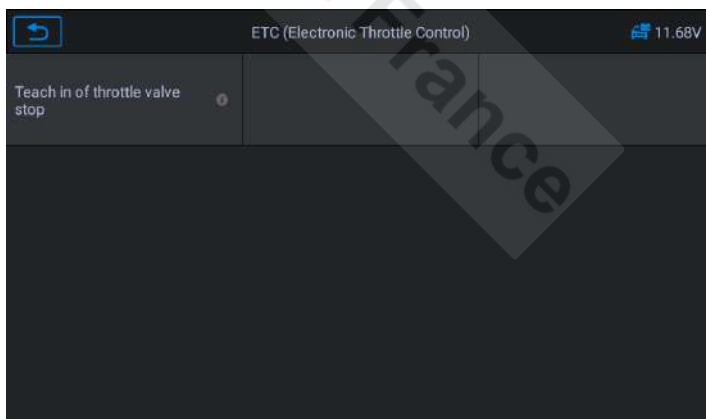 ETC (Electronic Throttle Control)
11.68V
Teach in of throttle valve
stop
France